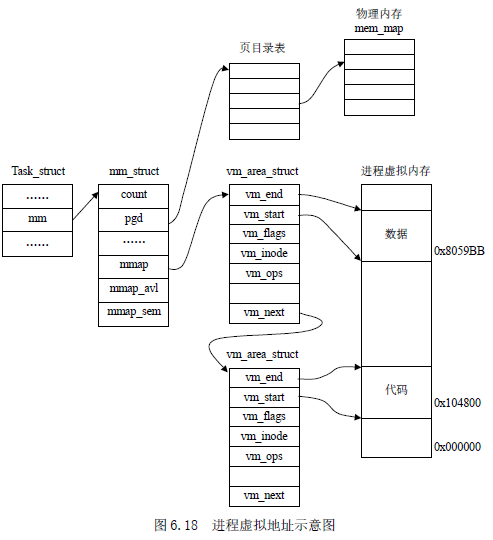 物理内存
mem_map
页目录表
Task_struct
……
mm
……
mm_struct
count
pgd
……
mmap
mmap_avl
mmap_sem
vm_area_struct
vm_end
vm_start
vm_flags
vm_inode
vm_ops
vm_next
进程虚拟内存
数据
0x8059BB
vm_area_struct
vm_end
vm_start
vm_flags
vm_inode
vm_ops
vm_next
代码
0x104800
0x000000
图 6.18 进程虚拟地址示意图